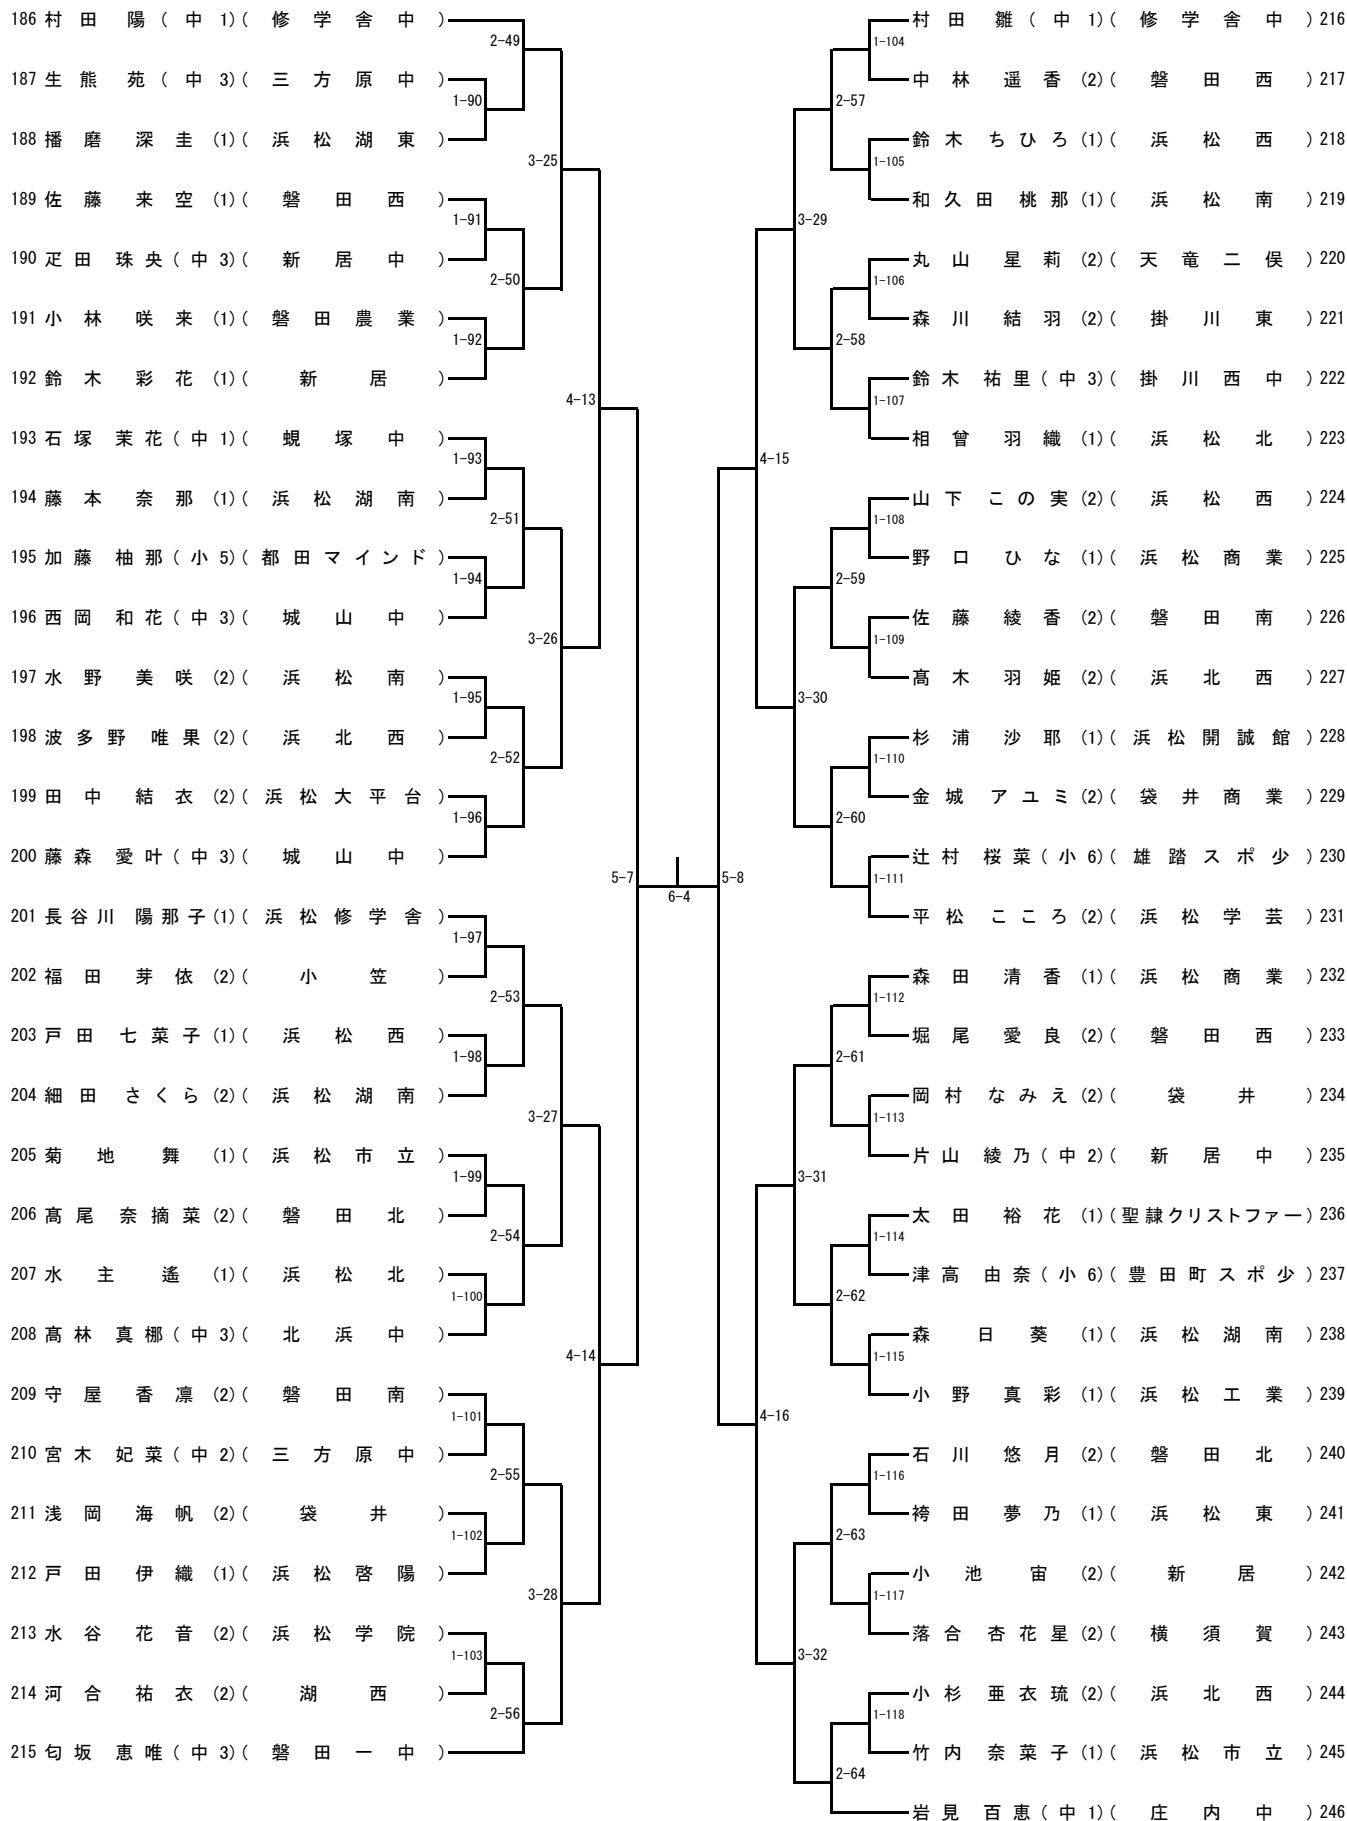 186 村田 陽 (中1) (修学舎中)
2-49
187 生熊 苑 (中3) (三方原中)
1-90
188 播磨 深圭 (1) (浜松湖東)
3-25
189 佐藤 来空 (1) (磐田西)
1-91
190 疋田 珠央 (中3) (新居中)
2-50
191 小林 咲来 (1) (磐田農業)
1-92
192 鈴木 彩花 (1) (新居)
4-13
193 石塚 茉花 (中1) (蜆塚中)
1-93
194 藤本 奈那 (1) (浜松湖南)
2-51
195 加藤 柚那 (小5) (都田マインド)
1-94
196 西岡 和花 (中3) (城山中)
3-26
197 水野 美咲 (2) (浜松南)
1-95
198 波多野 唯果 (2) (浜北西)
2-52
199 田中 結衣 (2) (浜松大平台)
1-96
200 藤森 愛叶 (中3) (城山中)
5-7
201 長谷川 陽那子 (1) (浜松修学舎)
1-97
202 福田 芽依 (2) (小笠)
2-53
203 戸田 七菜子 (1) (浜松西)
1-98
204 細田 さくら (2) (浜松湖南)
3-27
205 菊地 舞 (1) (浜松市立)
1-99
206 髙尾 奈摘菜 (2) (磐田北)
2-54
207 水主 遙 (1) (浜松北)
1-100
208 髙林 真梛 (中3) (北浜中)
4-14
209 守屋 香凛 (2) (磐田南)
1-101
210 宮木 妃菜 (中2) (三方原中)
2-55
211 浅岡 海帆 (2) (袋井)
1-102
212 戸田 伊織 (1) (浜松啓陽)
3-28
213 水谷 花音 (2) (浜松学院)
1-103
214 河合 祐衣 (2) (湖西)
2-56
215 匂坂 恵唯 (中3) (磐田一中)
6-4
村田 雛 (中1) (修学舎中) 216
1-104
中林 遥香 (2) (磐田西) 217
2-57
鈴木 ちひろ (1) (浜松西) 218
1-105
和久田 桃那 (1) (浜松南) 219
3-29
丸山 星莉 (2) (天竜二俣) 220
1-106
森川 結羽 (2) (掛川東) 221
2-58
鈴木 祐里 (中3) (掛川西中) 222
1-107
相曾 羽織 (1) (浜松北) 223
4-15
山下 この実 (2) (浜松西) 224
1-108
野口 ひな (1) (浜松商業) 225
2-59
佐藤 綾香 (2) (磐田南) 226
1-109
髙木 羽姫 (2) (浜北西) 227
3-30
杉浦 沙耶 (1) (浜松開誠館) 228
1-110
金城 アユミ (2) (袋井商業) 229
2-60
辻村 桜菜 (小6) (雄踏スポ少) 230
1-111
5-8
平松 こころ (2) (浜松学芸) 231
森田 清香 (1) (浜松商業) 232
1-112
堀尾 愛良 (2) (磐田西) 233
2-61
岡村 なみえ (2) (袋井) 234
1-113
片山 綾乃 (中2) (新居中) 235
3-31
太田 裕花 (1) (聖隷クリストファー) 236
1-114
津高 由奈 (小6) (豊田町スポ少) 237
2-62
森 日葵 (1) (浜松湖南) 238
1-115
小野 真彩 (1) (浜松工業) 239
4-16
石川 悠月 (2) (磐田北) 240
1-116
袴田 夢乃 (1) (浜松東) 241
2-63
小池 宙 (2) (新居) 242
1-117
落合 杏花星 (2) (横須賀) 243
3-32
小杉 亜衣琉 (2) (浜北西) 244
1-118
竹内 奈菜子 (1) (浜松市立) 245
2-64
岩見 百恵 (中1) (庄内中) 246